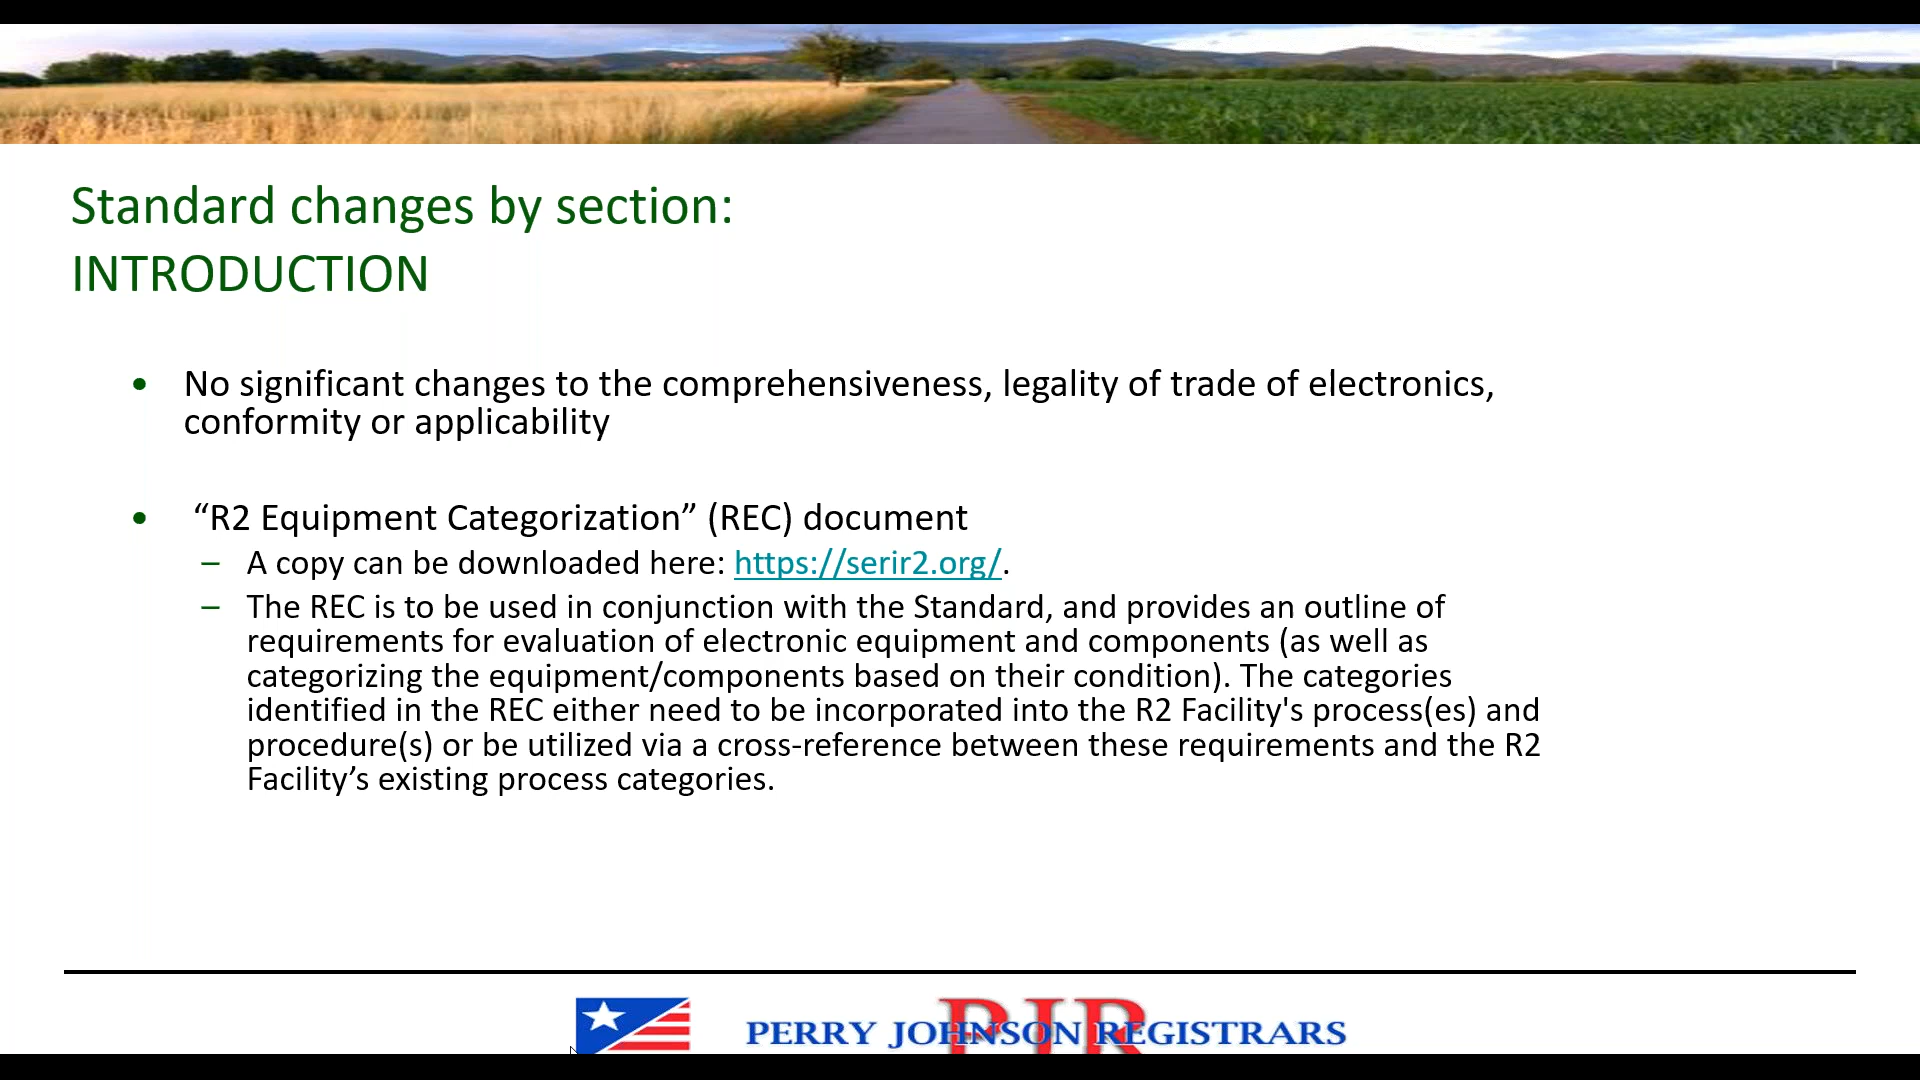 Standard changes by section:
INTRODUCTION
• No significant changes to the comprehensiveness, legality of trade of electronics,
conformity or applicability
• “R2 Equipment Categorization” (REC) document
– A copy can be downloaded here: https://serir2.org/.
– The REC is to be used in conjunction with the Standard, and provides an outline of
requirements for evaluation of electronic equipment and components (as well as
categorizing the equipment/components based on their condition). The categories
identified in the REC either need to be incorporated into the R2 Facility's process(es) and
procedure(s) or be utilized via a cross-reference between these requirements and the R2
Facility’s existing process categories.
PJR
PERRY JOHNSON REGISTRARS